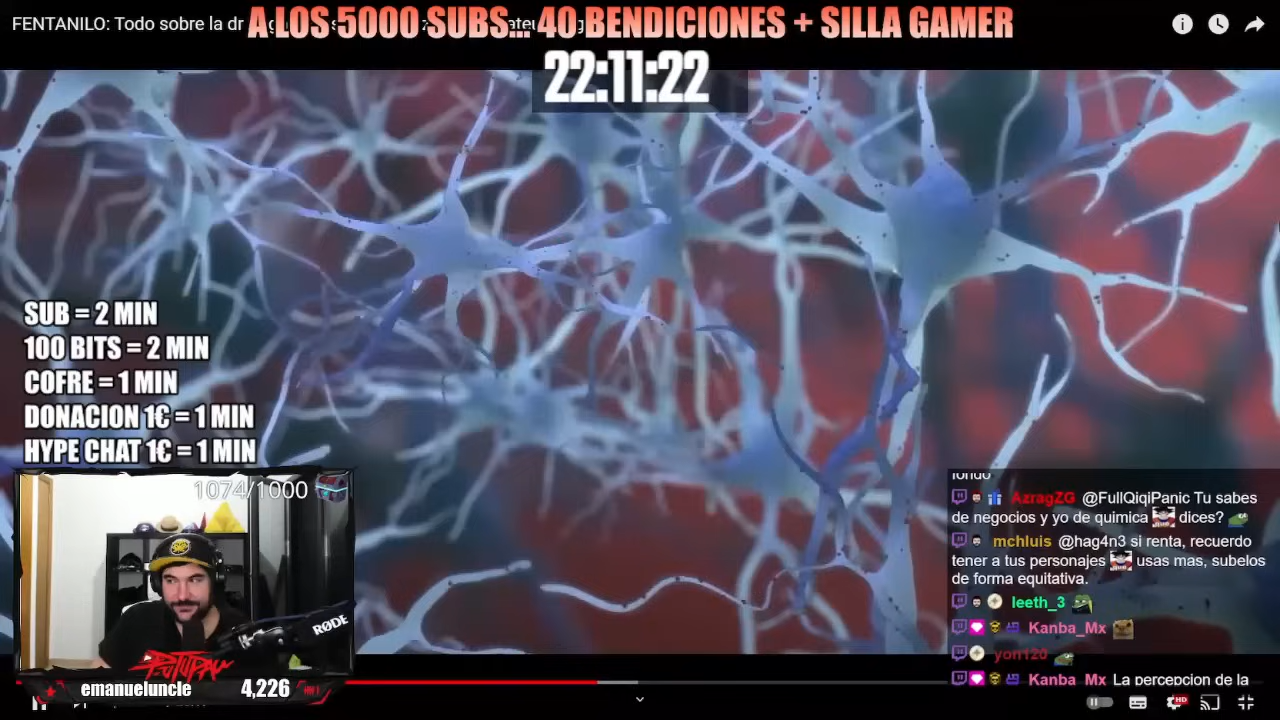 FENTANILO: Todo sobre la dr
A LOS 5000 SUBS... 40 BENDICIONES + SILLA GAMER
22:11:22
SUB = 2 MIN
100 BITS = 2 MIN
COFRE = 1 MIN
DONACION 1€ = 1 MIN
HYPE CHAT 1€ = 1 MIN
1074/1000
RØDE
emanueluncle 4,226
fondo
AzragZG @FullQiqiPanic Tu sabes
de negocios y yo de quimica dices?
mchluis @hag4n3 si renta, recuerdo
tener a tus personajes usas mas, subelos
de forma equitativa.
leeth_3
Kanba_Mx
yori120
Kanba_Mx La percepcion de la
HD